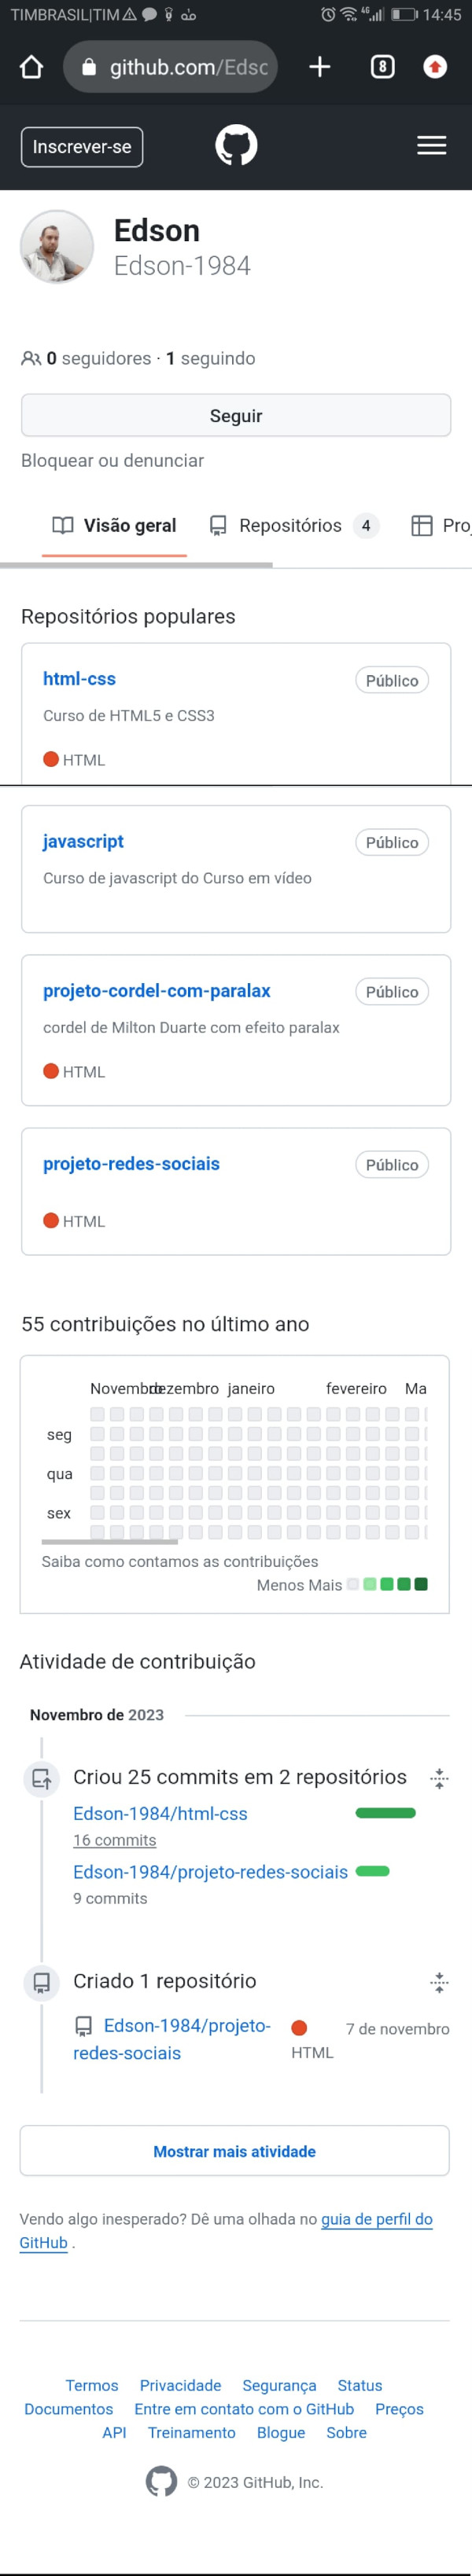 TIMBRASIL|TIM 14:45
github.com/Edsc 8
Inscrever-se
Edson
Edson-1984
0 seguidores · 1 seguindo
Seguir
Bloquear ou denunciar
Visão geral Repositórios 4 Pro.
Repositórios populares
html-css Público
Curso de HTML5 e CSS3
HTML
javascript Público
Curso de javascript do Curso em vídeo
projeto-cordel-com-paralax Público
cordel de Milton Duarte com efeito paralax
HTML
projeto-redes-sociais Público
HTML
55 contribuições no último ano
Novembro dezembro janeiro fevereiro Ma
seg
qua
sex
Saiba como contamos as contribuições
Menos Mais
Atividade de contribuição
Novembro de 2023
Criou 25 commits em 2 repositórios
Edson-1984/html-css
16 commits
Edson-1984/projeto-redes-sociais
9 commits
Criado 1 repositório
Edson-1984/projeto- 7 de novembro
redes-sociais HTML
Mostrar mais atividade
Vendo algo inesperado? Dê uma olhada no guia de perfil do
GitHub .
Termos Privacidade Segurança Status
Documentos Entre em contato com o GitHub Preços
API Treinamento Blogue Sobre
© 2023 GitHub, Inc.